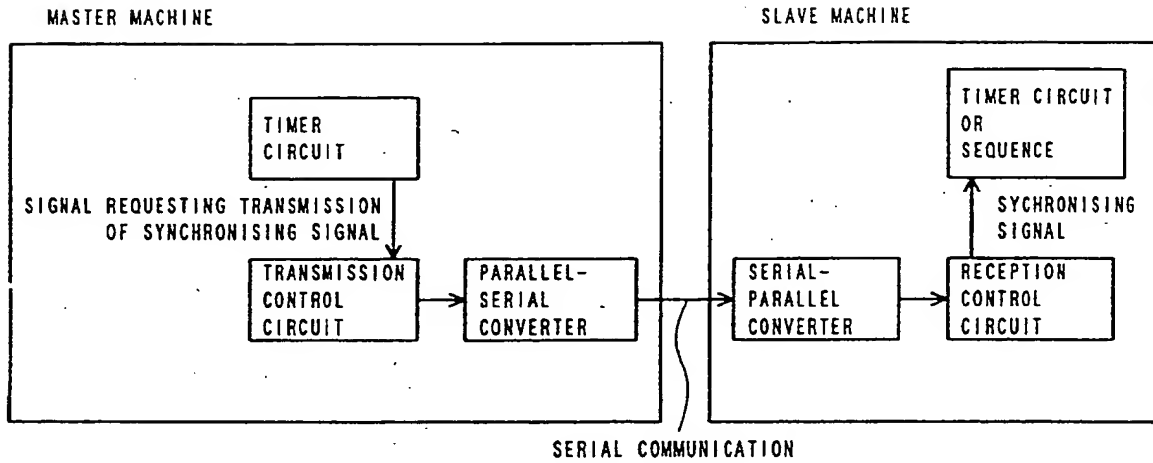 MASTER MACHINE
SLAVE MACHINE
TIMER
CIRCUIT
TIMER CIRCUIT
OR
SEQUENCE
SIGNAL REQUESTING TRANSMISSION
OF SYNCHRONISING SIGNAL
SYCHRONISING
SIGNAL
TRANSMISSION
CONTROL
CIRCUIT
PARALLEL-
SERIAL
CONVERTER
SERIAL-
PARALLEL
CONVERTER
RECEPTION
CONTROL
CIRCUIT
SERIAL COMMUNICATION